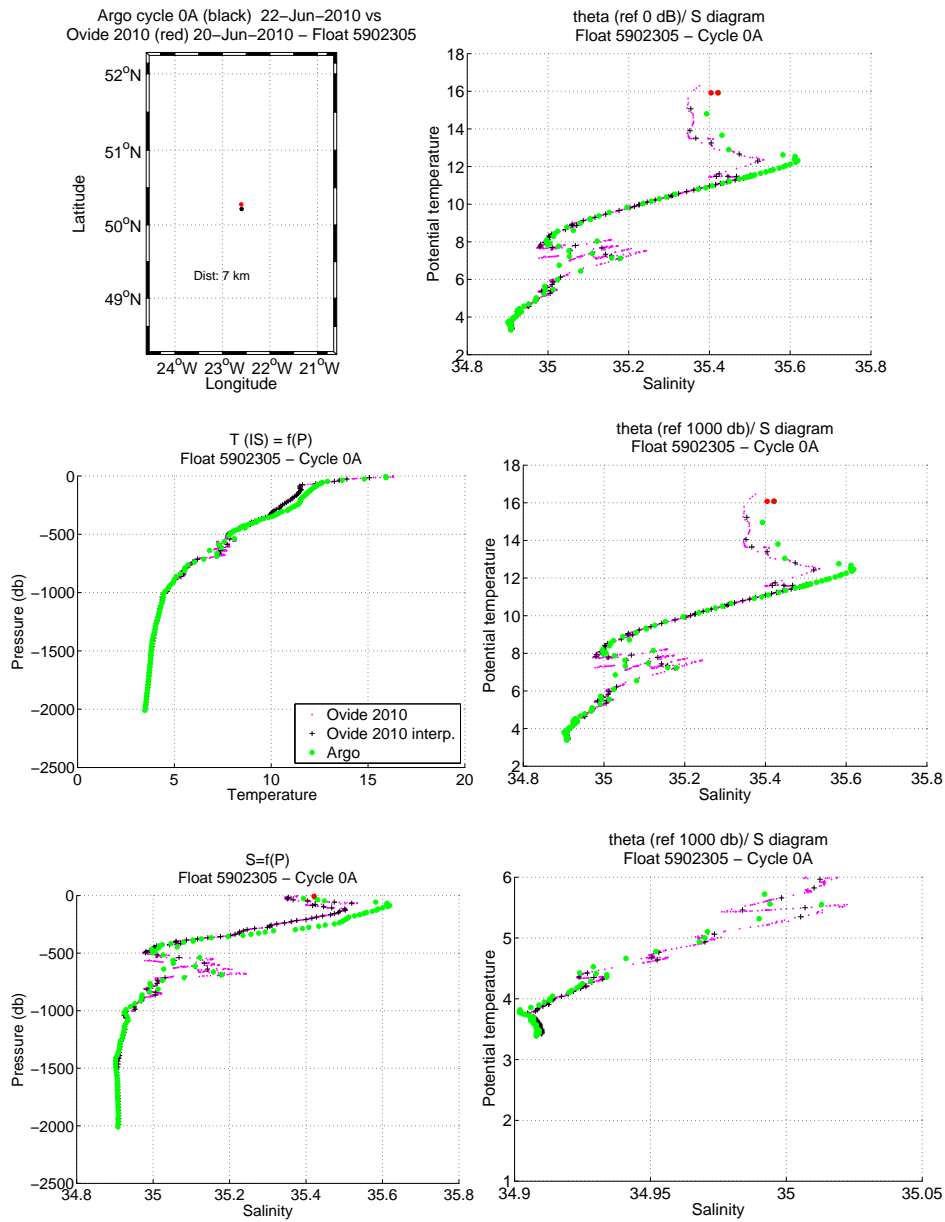 Argo cycle 0A (black)  22−Jun−2010 vs
Ovide 2010 (red) 20−Jun−2010 − Float 5902305
52°N
51°N
50°N
49°N
Latitude
Dist: 7 km
24°W 23°W 22°W 21°W
Longitude
theta (ref 0 dB)/ S diagram
Float 5902305 − Cycle 0A
18
16
14
12
10
8
6
4
2
Potential temperature
34.8 35 35.2 35.4 35.6 35.8
Salinity
T (IS) = f(P)
Float 5902305 − Cycle 0A
0
−500
−1000
−1500
−2000
−2500
Pressure (db)
Ovide 2010
Ovide 2010 interp.
Argo
0 5 10 15 20
Temperature
theta (ref 1000 db)/ S diagram
Float 5902305 − Cycle 0A
18
16
14
12
10
8
6
4
2
Potential temperature
34.8 35 35.2 35.4 35.6 35.8
Salinity
S=f(P)
Float 5902305 − Cycle 0A
0
−500
−1000
−1500
−2000
−2500
Pressure (db)
34.8 35 35.2 35.4 35.6 35.8
Salinity
theta (ref 1000 db)/ S diagram
Float 5902305 − Cycle 0A
6
5
4
3
2
1
Potential temperature
34.9 34.95 35 35.05
Salinity